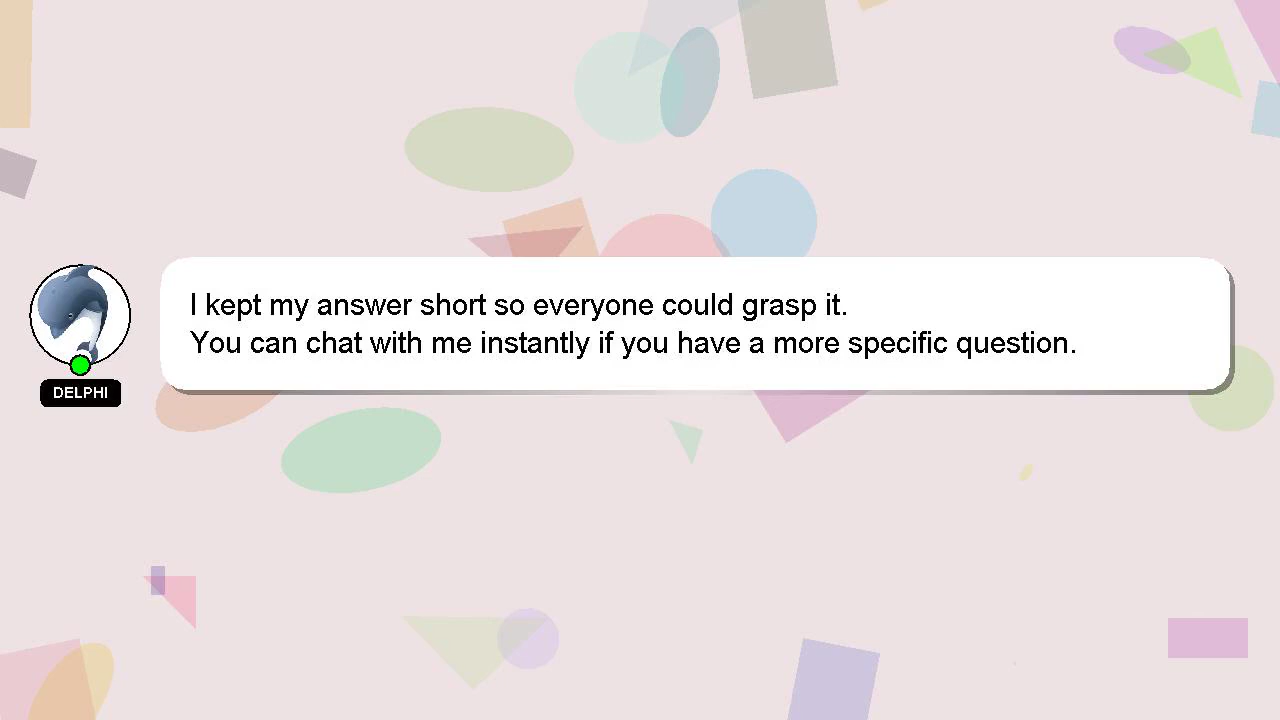 I kept my answer short so everyone could grasp it.
You can chat with me instantly if you have a more specific question.
DELPHI